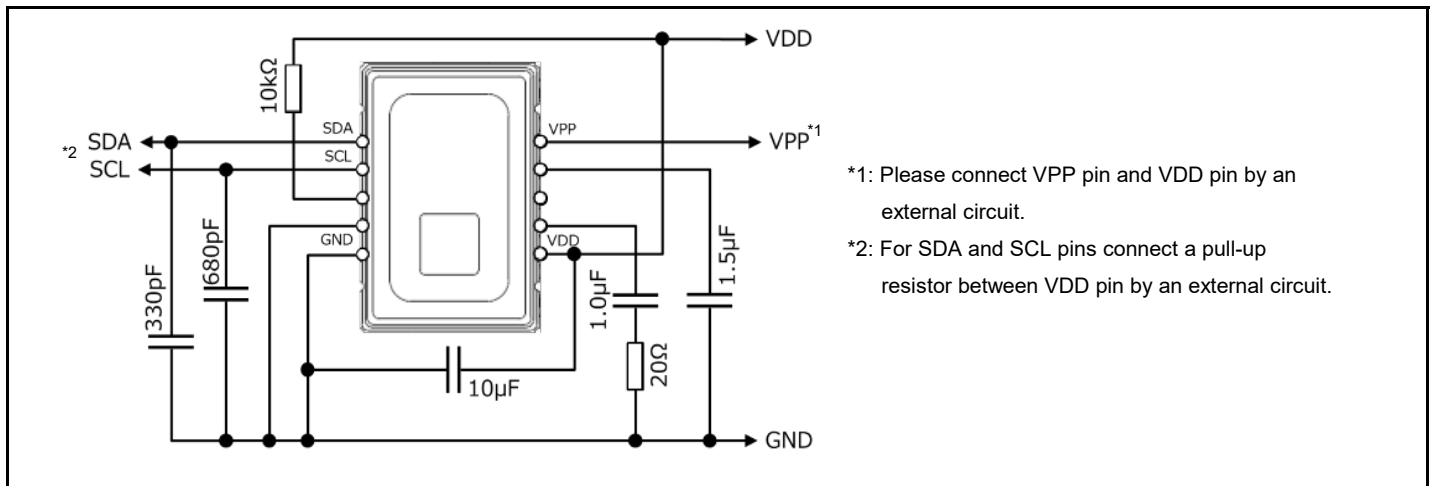 VDD
10kΩ
SDA
VPP
*2 SDA
VPP*1
SCL
SCL
*1: Please connect VPP pin and VDD pin by an
external circuit.
GND
VDD
*2: For SDA and SCL pins connect a pull-up
resistor between VDD pin by an external circuit.
330pF
680pF
1.0µF
1.5µF
10µF
20Ω
GND